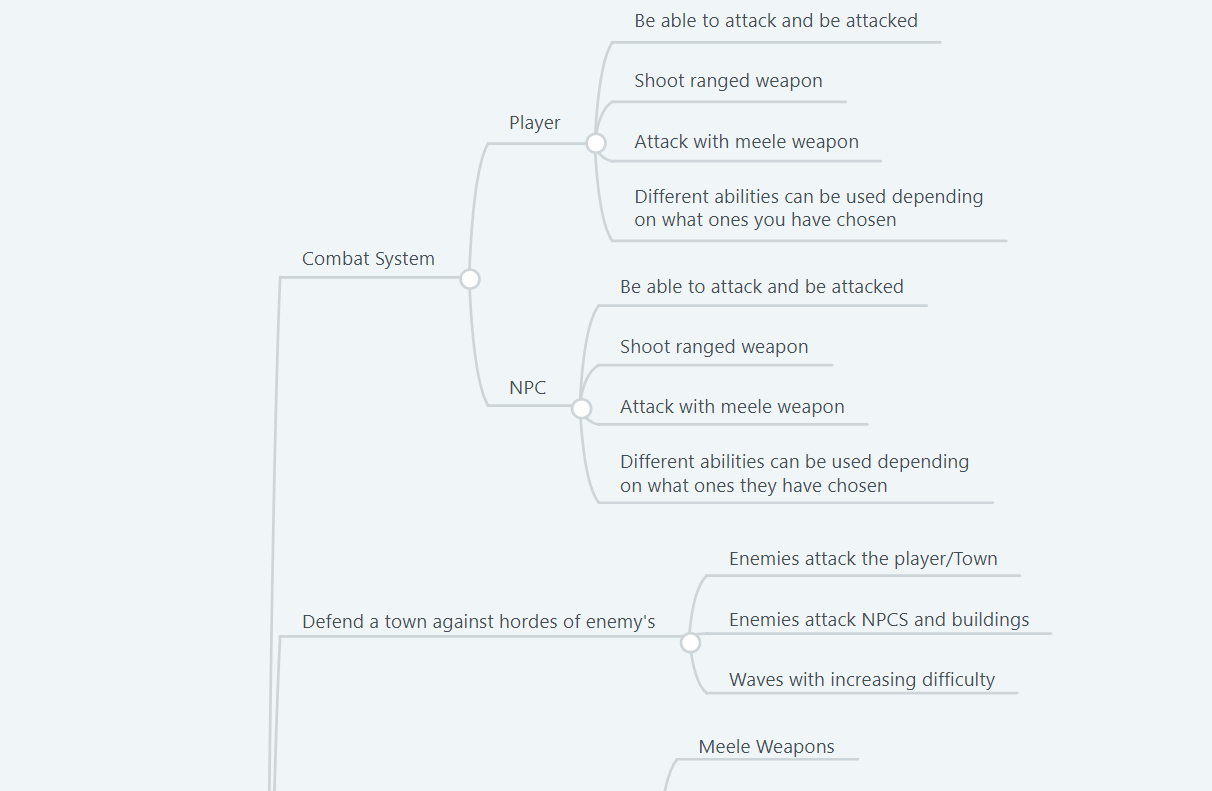 Be able to attack and be attacked
Shoot ranged weapon
Player
Attack with meele weapon
Different abilities can be used depending
on what ones you have chosen
Combat System
Be able to attack and be attacked
Shoot ranged weapon
NPC
Attack with meele weapon
Different abilities can be used depending
on what ones they have chosen
Enemies attack the player/Town
Defend a town against hordes of enemy's
Enemies attack NPCS and buildings
Waves with increasing difficulty
Meele Weapons